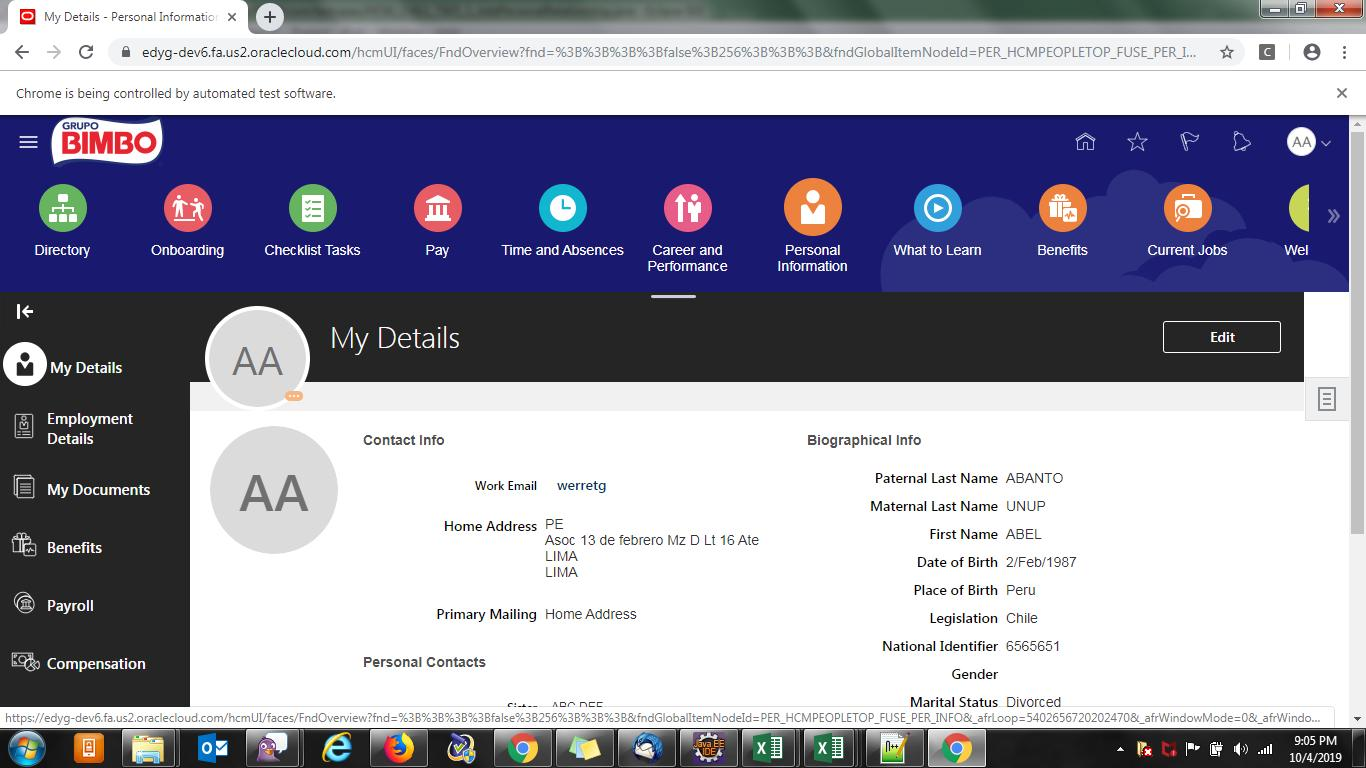 My Details - Personal Information
edyg-dev6.fa.us2.oraclecloud.com/hcmUI/faces/FndOverview?fnd=%3B%3B%3B%3Bfalse%3B256%3B%3B%3B&fndGlobalItemNodeId=PER_HCMPEOPLETOP_FUSE_PER_I...
C
Chrome is being controlled by automated test software.
GRUPO
BIMBO
AA
Directory
Onboarding
Checklist Tasks
Pay
Time and Absences
Career and
Performance
Personal
Information
What to Learn
Benefits
Current Jobs
Wel
My Details
Employment
Details
My Documents
Benefits
Payroll
Compensation
AA
My Details
Edit
AA
Contact Info
Work Email werretg
Home Address PE
Asoc 13 de febrero Mz D Lt 16 Ate
LIMA
LIMA
Primary Mailing Home Address
Personal Contacts
Sister ABC DEF
Biographical Info
Paternal Last Name ABANTO
Maternal Last Name UNUP
First Name ABEL
Date of Birth 2/Feb/1987
Place of Birth Peru
Legislation Chile
National Identifier 6565651
Gender
Marital Status Divorced
https://edyg-dev6.fa.us2.oraclecloud.com/hcmUI/faces/FndOverview?fnd=%3B%3B%3B%3Bfalse%3B256%3B%3B%3B&fndGlobalItemNodeId=PER_HCMPEOPLETOP_FUSE_PER_INFO&_afrLoop=5402656720202470&_afrWindowMode=0&_afrWindo...
Java EE
IDE
9:05 PM
10/4/2019